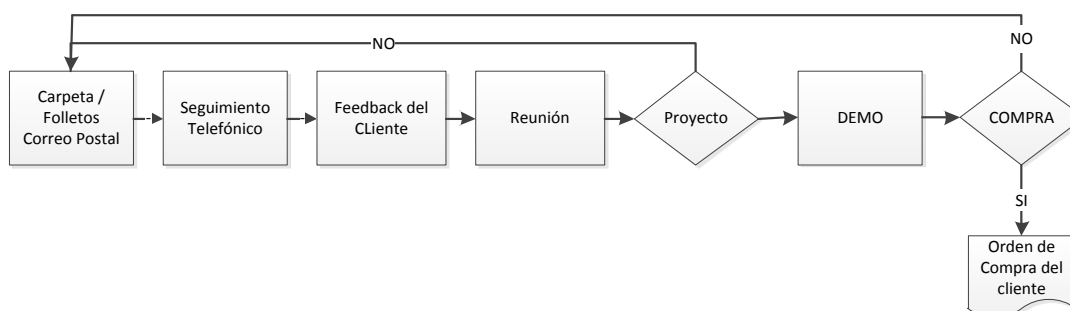 NO
NO
Carpeta /
Folletos
Correo Postal
Seguimiento
Telefónico
Feedback del
CLiente
Reunión
Proyecto
DEMO
COMPRA
SI
Orden de
Compra del
cliente